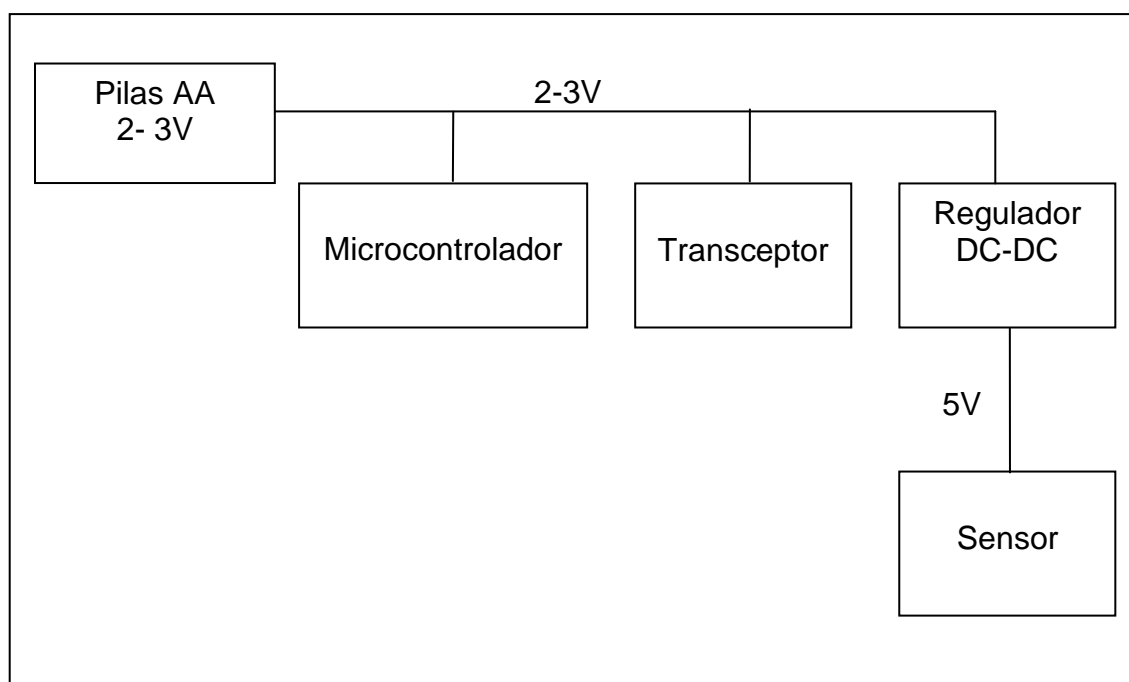 Pilas AA
2- 3V
2-3V
Microcontrolador
Transceptor
Regulador
DC-DC
5V
Sensor